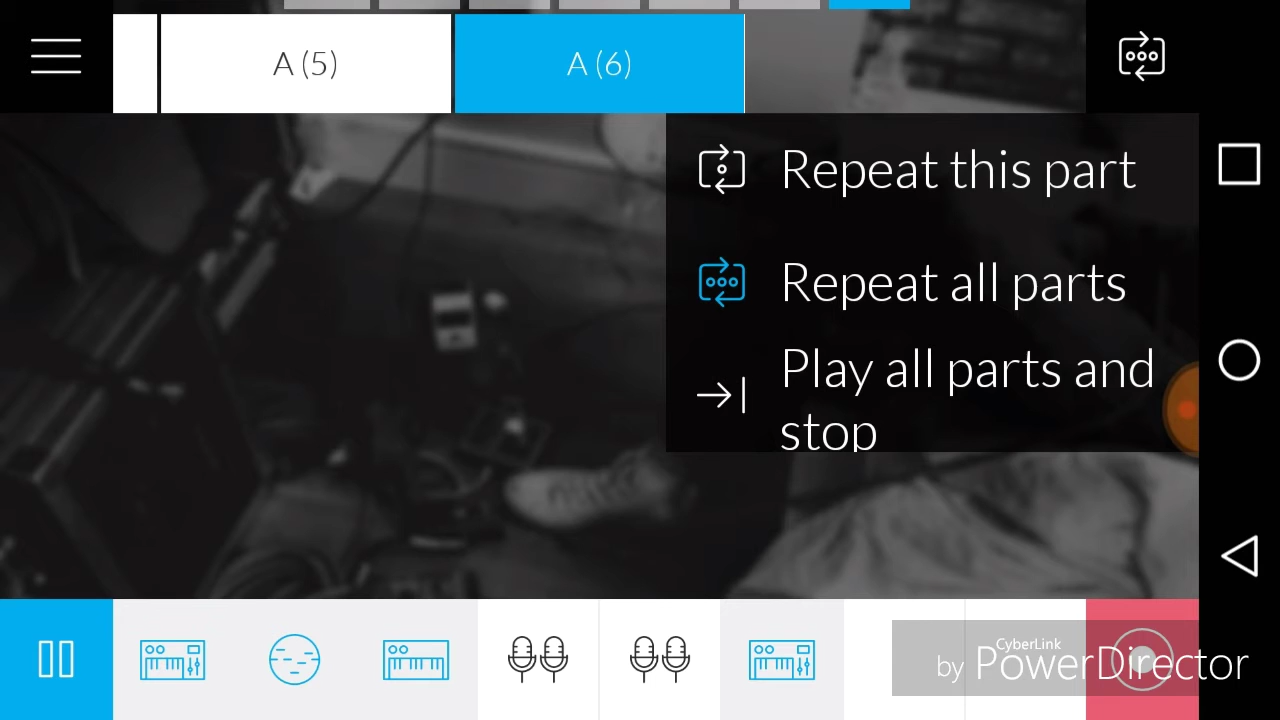 A (5)
A (6)
Repeat this part
Repeat all parts
Play all parts and
stop
CyberLink
by PowerDirector